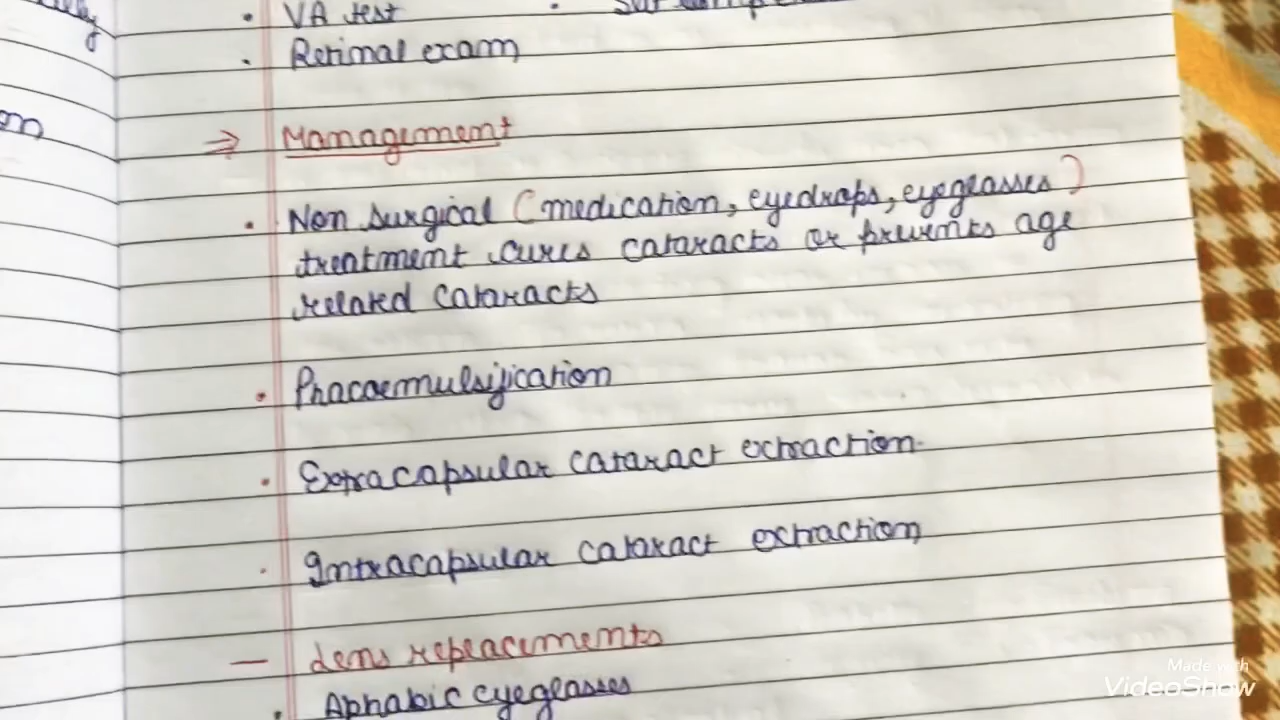 • VA test
• Retinal exam
⇒ Management
• Non surgical (medication, eyedrops, eyeglasses)
treatment cures cataracts or prevents age
related cataracts
• Phacoemulsification
• Extracapsular cataract extraction
• Intracapsular cataract extraction
— Lens replacements
• Aphakic eyeglasses
Made with
VideoShow